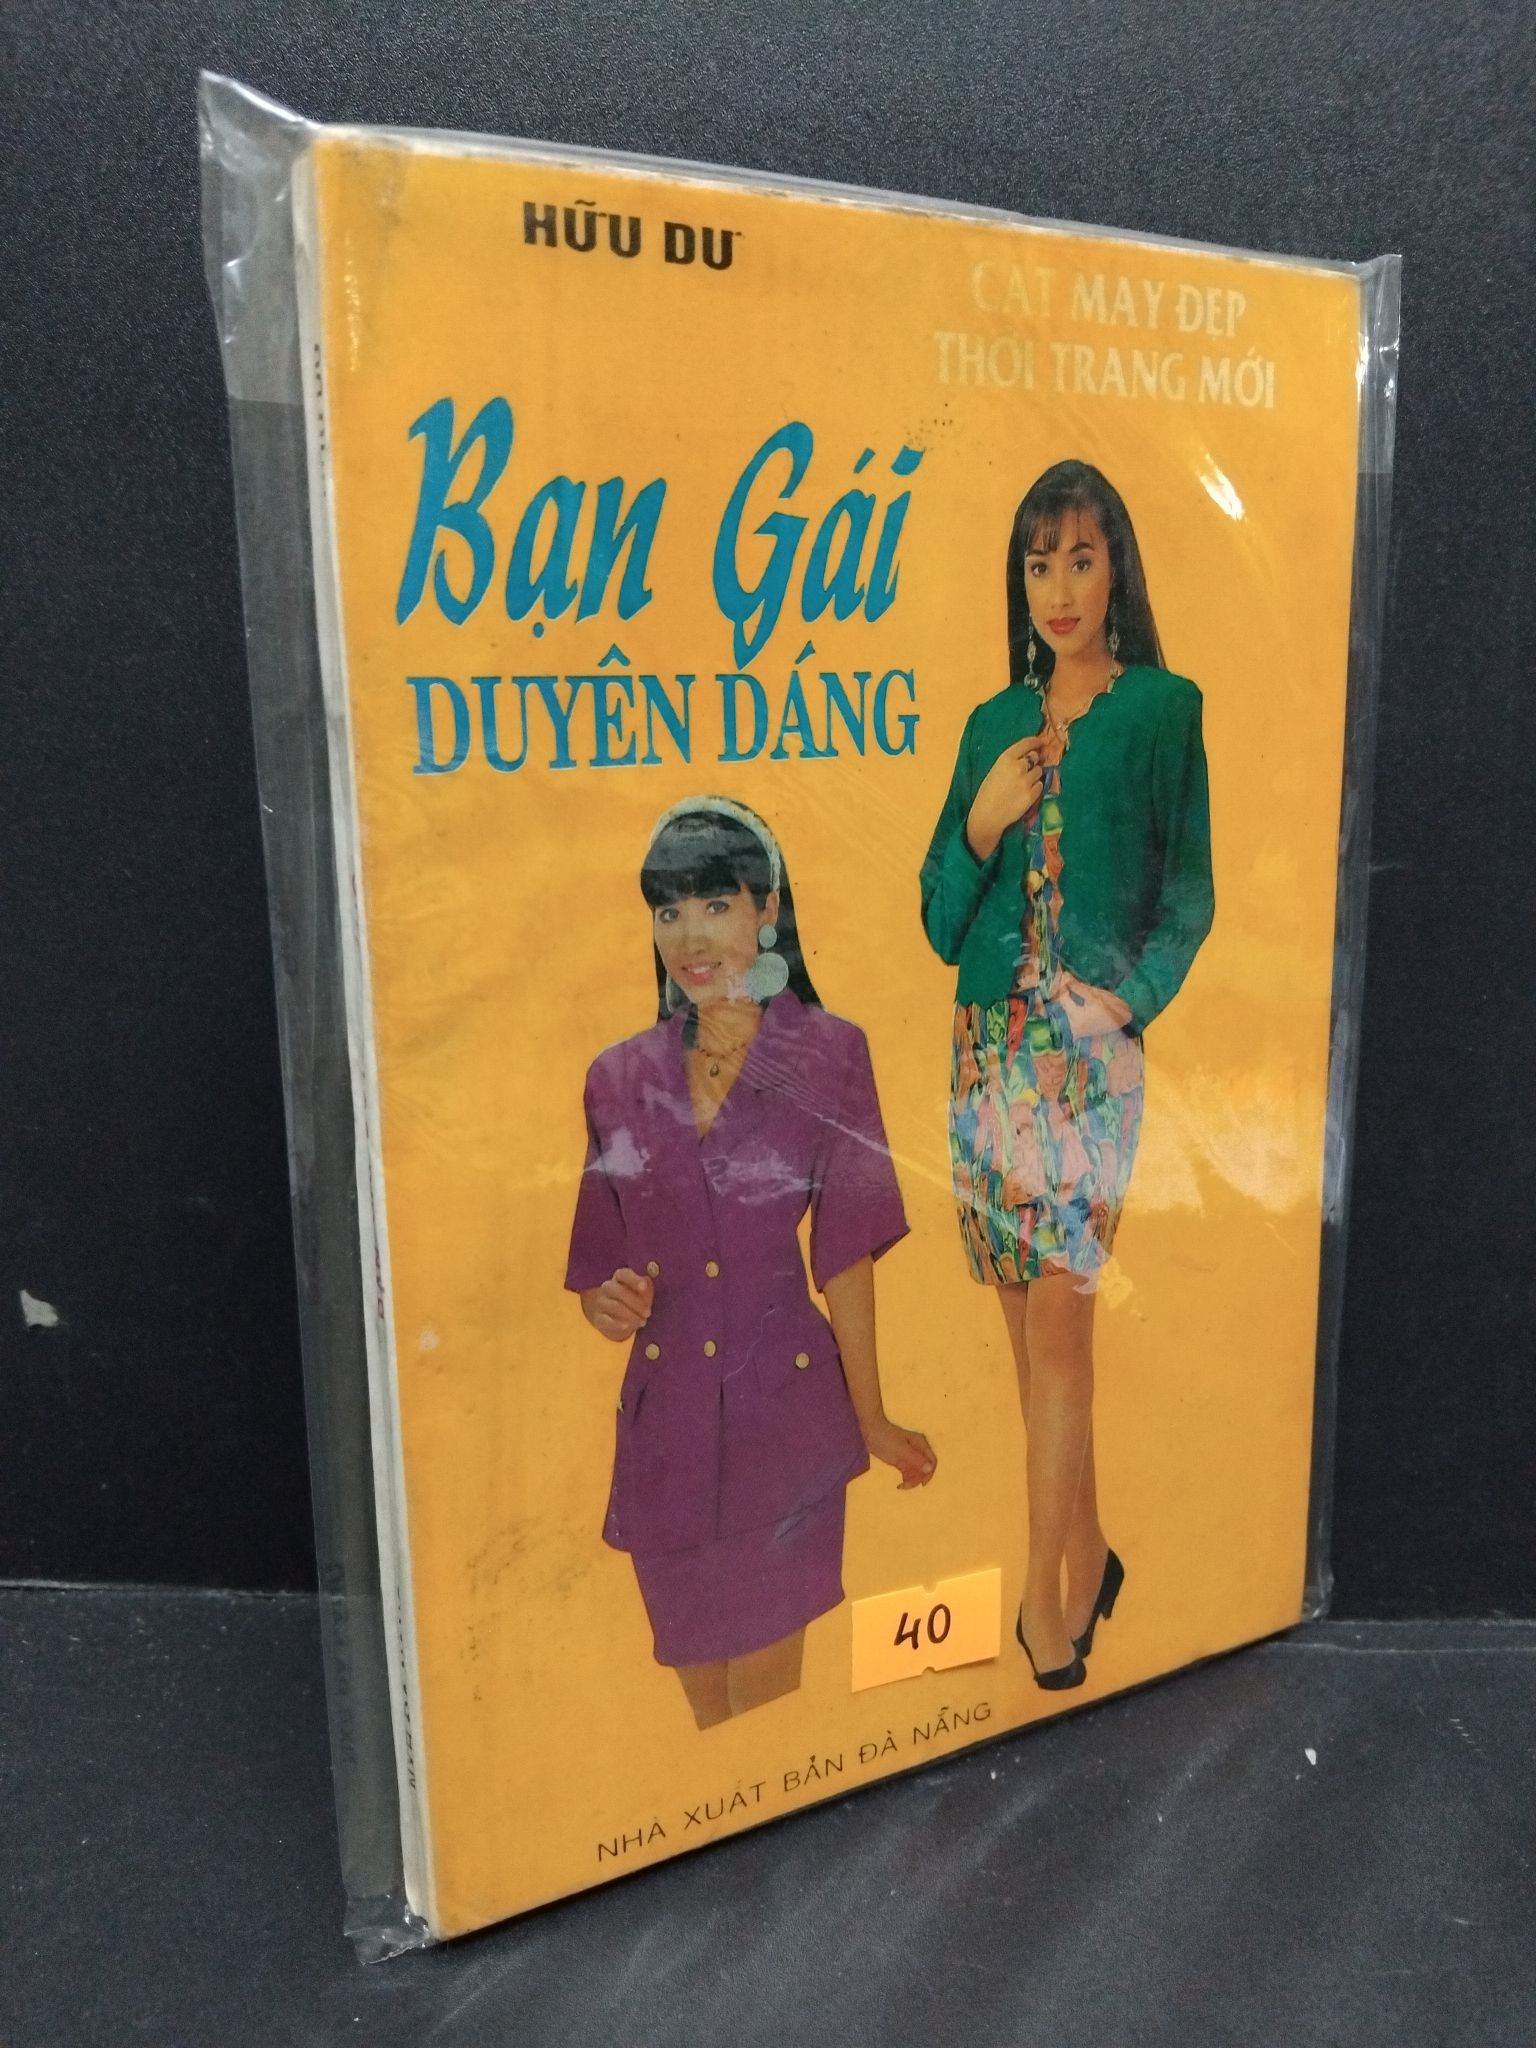 HỮU DƯ
CẮT MAY ĐẸP
THỜI TRANG MỚI
Bạn Gái
DUYÊN DÁNG
40
NHÀ XUẤT BẢN ĐÀ NẴNG